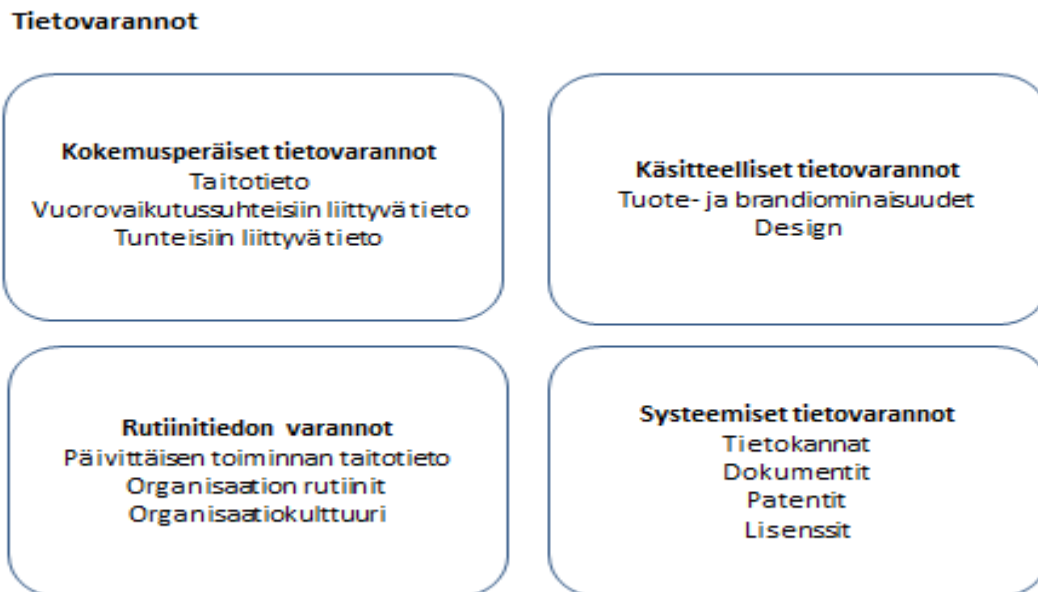 Tietovarannot
Kokemusperäiset tietovarannot
Taitotieto
Vuorovaikutussuhteisiin liittyvä tieto
Tunteisiin liittyvä tieto
Käsitteelliset tietovarannot
Tuote- ja brandiominaisuudet
Design
Rutiinitiedon varannot
Päivittäisen toiminnan taitotieto
Organisaation rutiinit
Organisaatiokulttuuri
Systeemiset tietovarannot
Tietokannat
Dokumentit
Patentit
Lisenssit